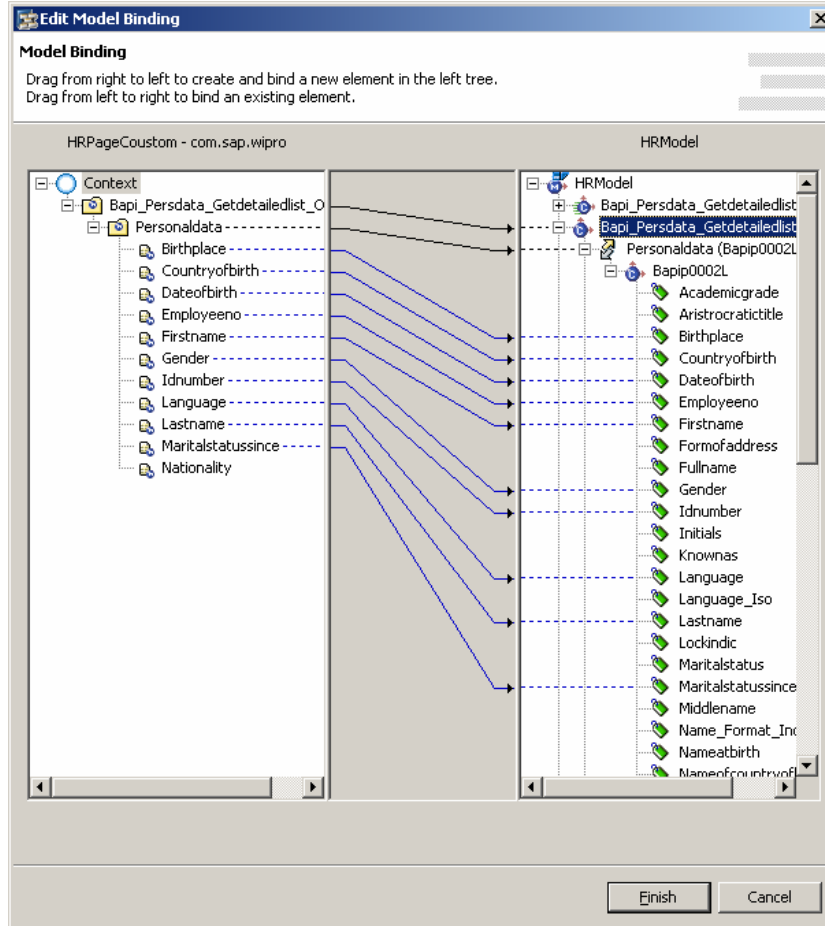 Edit Model Binding
Model Binding
Drag from right to left to create and bind a new element in the left tree.
Drag from left to right to bind an existing element.
HRPageCoustom - com.sap.wipro
HRModel
Context
Bapi_Persdata_Getdetailedlist_O
Personaldata
Birthplace
Countryofbirth
Dateofbirth
Employeeno
Firstname
Gender
Idnumber
Language
Lastname
Maritalstatussince
Nationality
HRModel
Bapi_Persdata_Getdetailedlist
Bapi_Persdata_Getdetailedlist
Personaldata (Bapip0002L
Bapip0002L
Academicgrade
Aristrocratictitle
Birthplace
Countryofbirth
Dateofbirth
Employeeno
Firstname
Formofaddress
Fullname
Gender
Idnumber
Initials
Knownas
Language
Language_Iso
Lastname
Lockindic
Maritalstatus
Maritalstatussince
Middlename
Name_Format_Ind
Nameatbirth
Nameofcountryof
Finish
Cancel